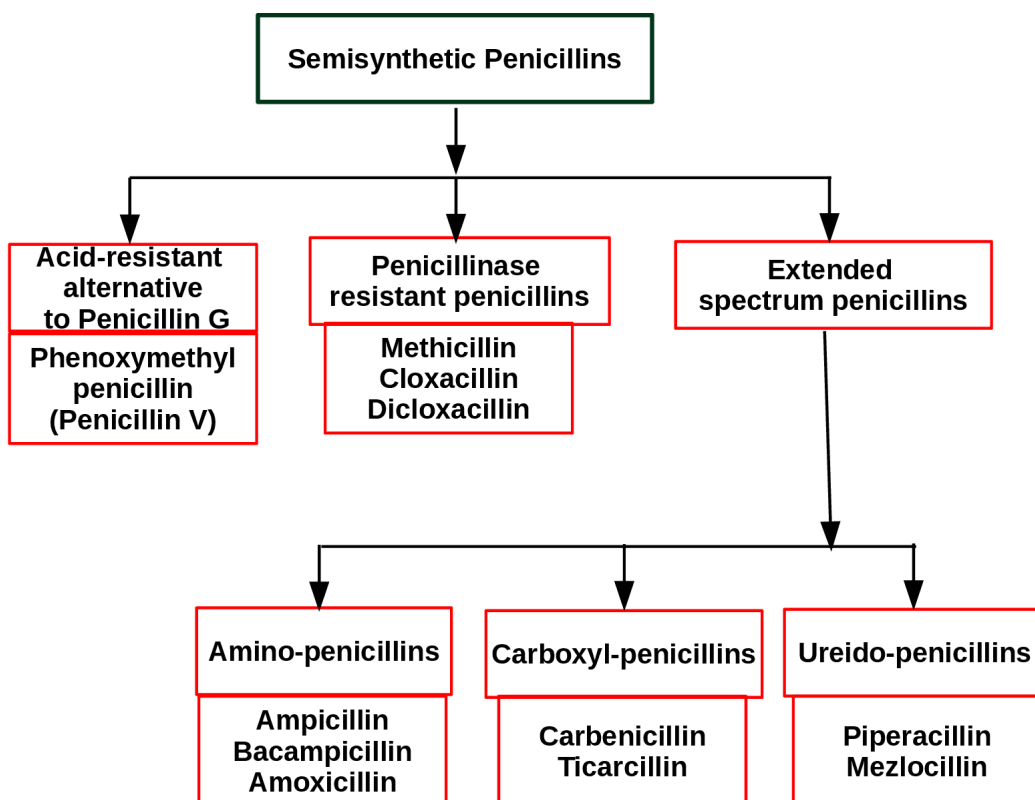 Semisynthetic Penicillins
Acid-resistant
alternative
to Penicillin G
Phenoxymethyl
penicillin
(Penicillin V)
Penicillinase
resistant penicillins
Methicillin
Cloxacillin
Dicloxacillin
Extended
spectrum penicillins
Amino-penicillins
Ampicillin
Bacampicillin
Amoxicillin
Carboxyl-penicillins
Carbenicillin
Ticarcillin
Ureido-penicillins
Piperacillin
Mezlocillin